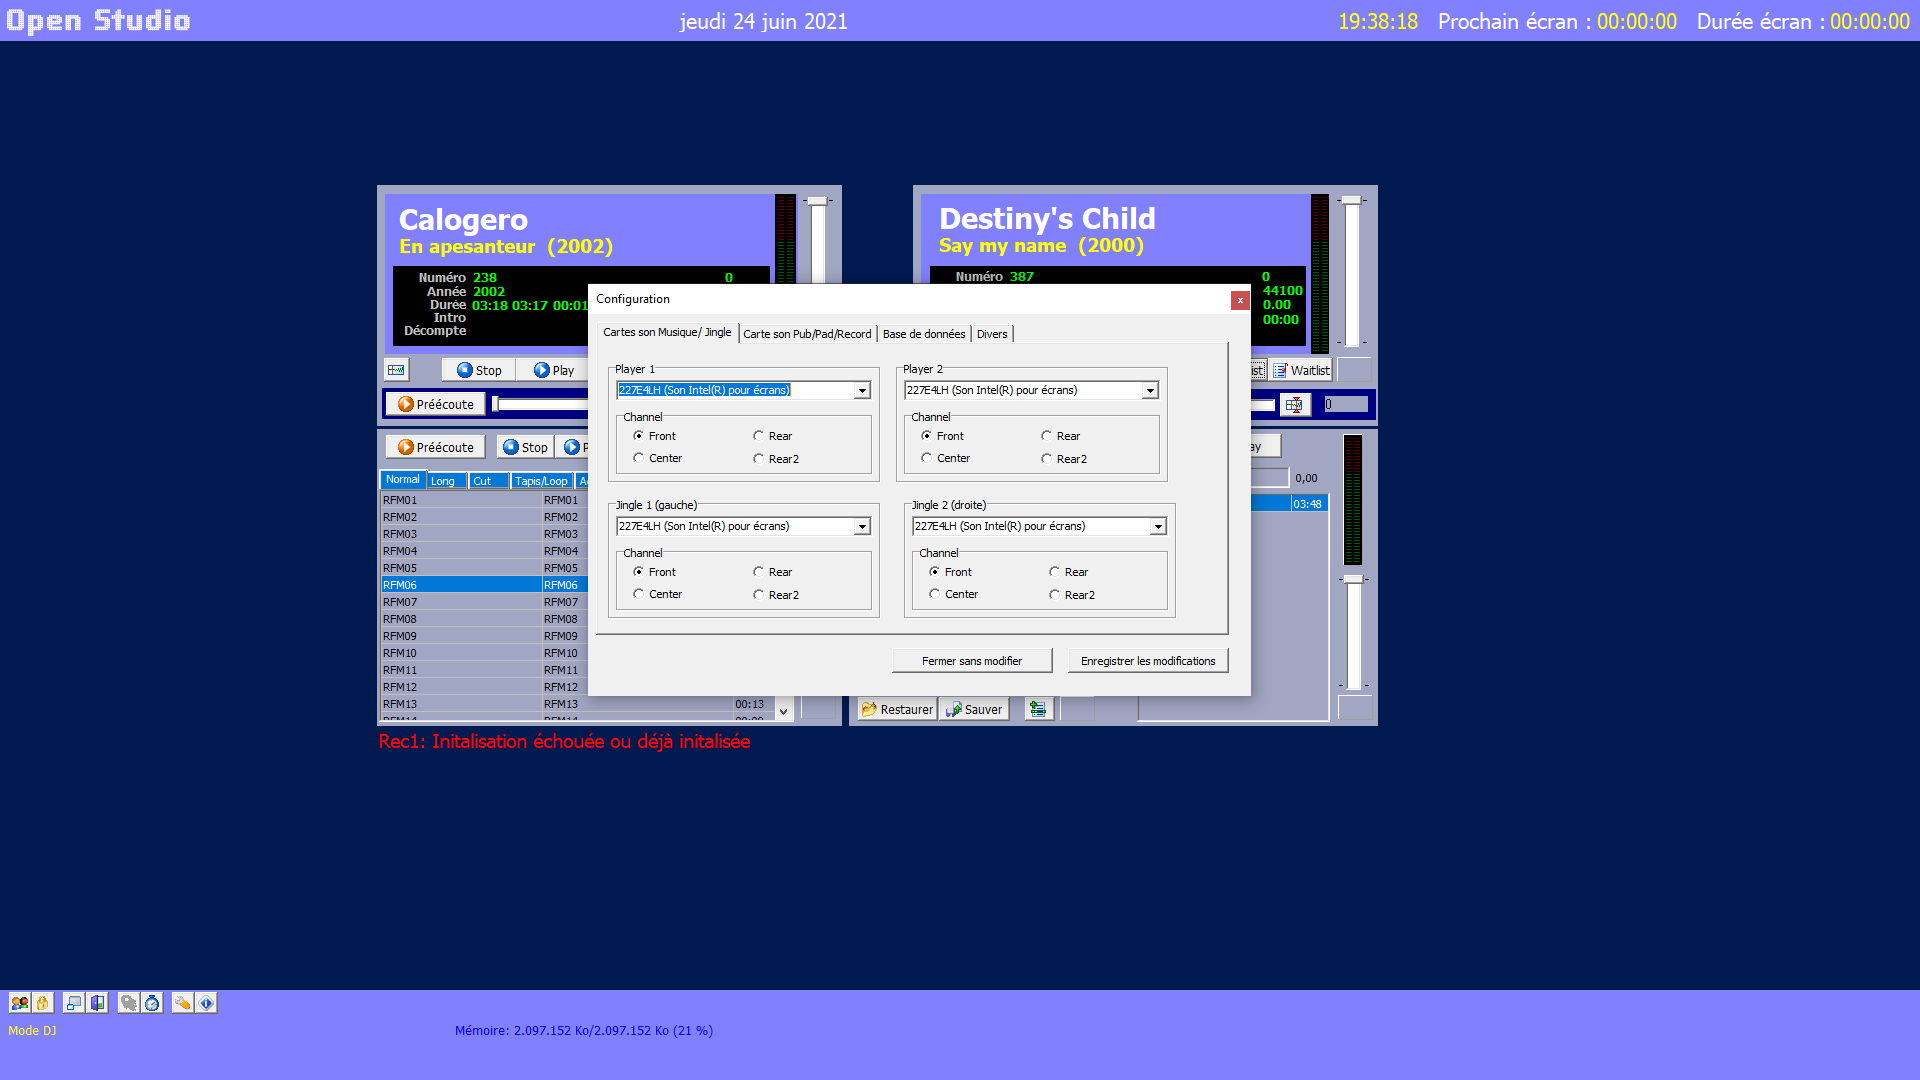 Open Studio
jeudi 24 juin 2021
19:38:18 Prochain écran : 00:00:00 Durée écran : 00:00:00
Calogero
En apesanteur (2002)
Numéro 238 0
Année 2002
Durée 03:18 03:17 00:01
Intro
Décompte
Stop
Play
Préécoute
Destiny's Child
Say my name (2000)
Numéro 387 0
44100
0.00
00:00
ist
Waitlist
0
Configuration
x
Cartes son Musique/ Jingle
Carte son Pub/Pad/Record
Base de données
Divers
Player 1
227E4LH (Son Intel(R) pour écrans)
Channel
Front
Rear
Center
Rear2
Player 2
227E4LH (Son Intel(R) pour écrans)
Channel
Front
Rear
Center
Rear2
Jingle 1 (gauche)
227E4LH (Son Intel(R) pour écrans)
Channel
Front
Rear
Center
Rear2
Jingle 2 (droite)
227E4LH (Son Intel(R) pour écrans)
Channel
Front
Rear
Center
Rear2
Fermer sans modifier
Enregistrer les modifications
Préécoute
Stop
P
Normal
Long
Cut
Tapis/Loop
RFM01 RFM01
RFM02 RFM02
RFM03 RFM03
RFM04 RFM04
RFM05 RFM05
RFM06 RFM06
RFM07 RFM07
RFM08 RFM08
RFM09 RFM09
RFM10 RFM10
RFM11 RFM11
RFM12 RFM12
RFM13 RFM13 00:13
ay
0,00
03:48
Restaurer
Sauver
Rec1: Initalisation échouée ou déjà initalisée
Mode DJ
Mémoire: 2.097.152 Ko/2.097.152 Ko (21 %)